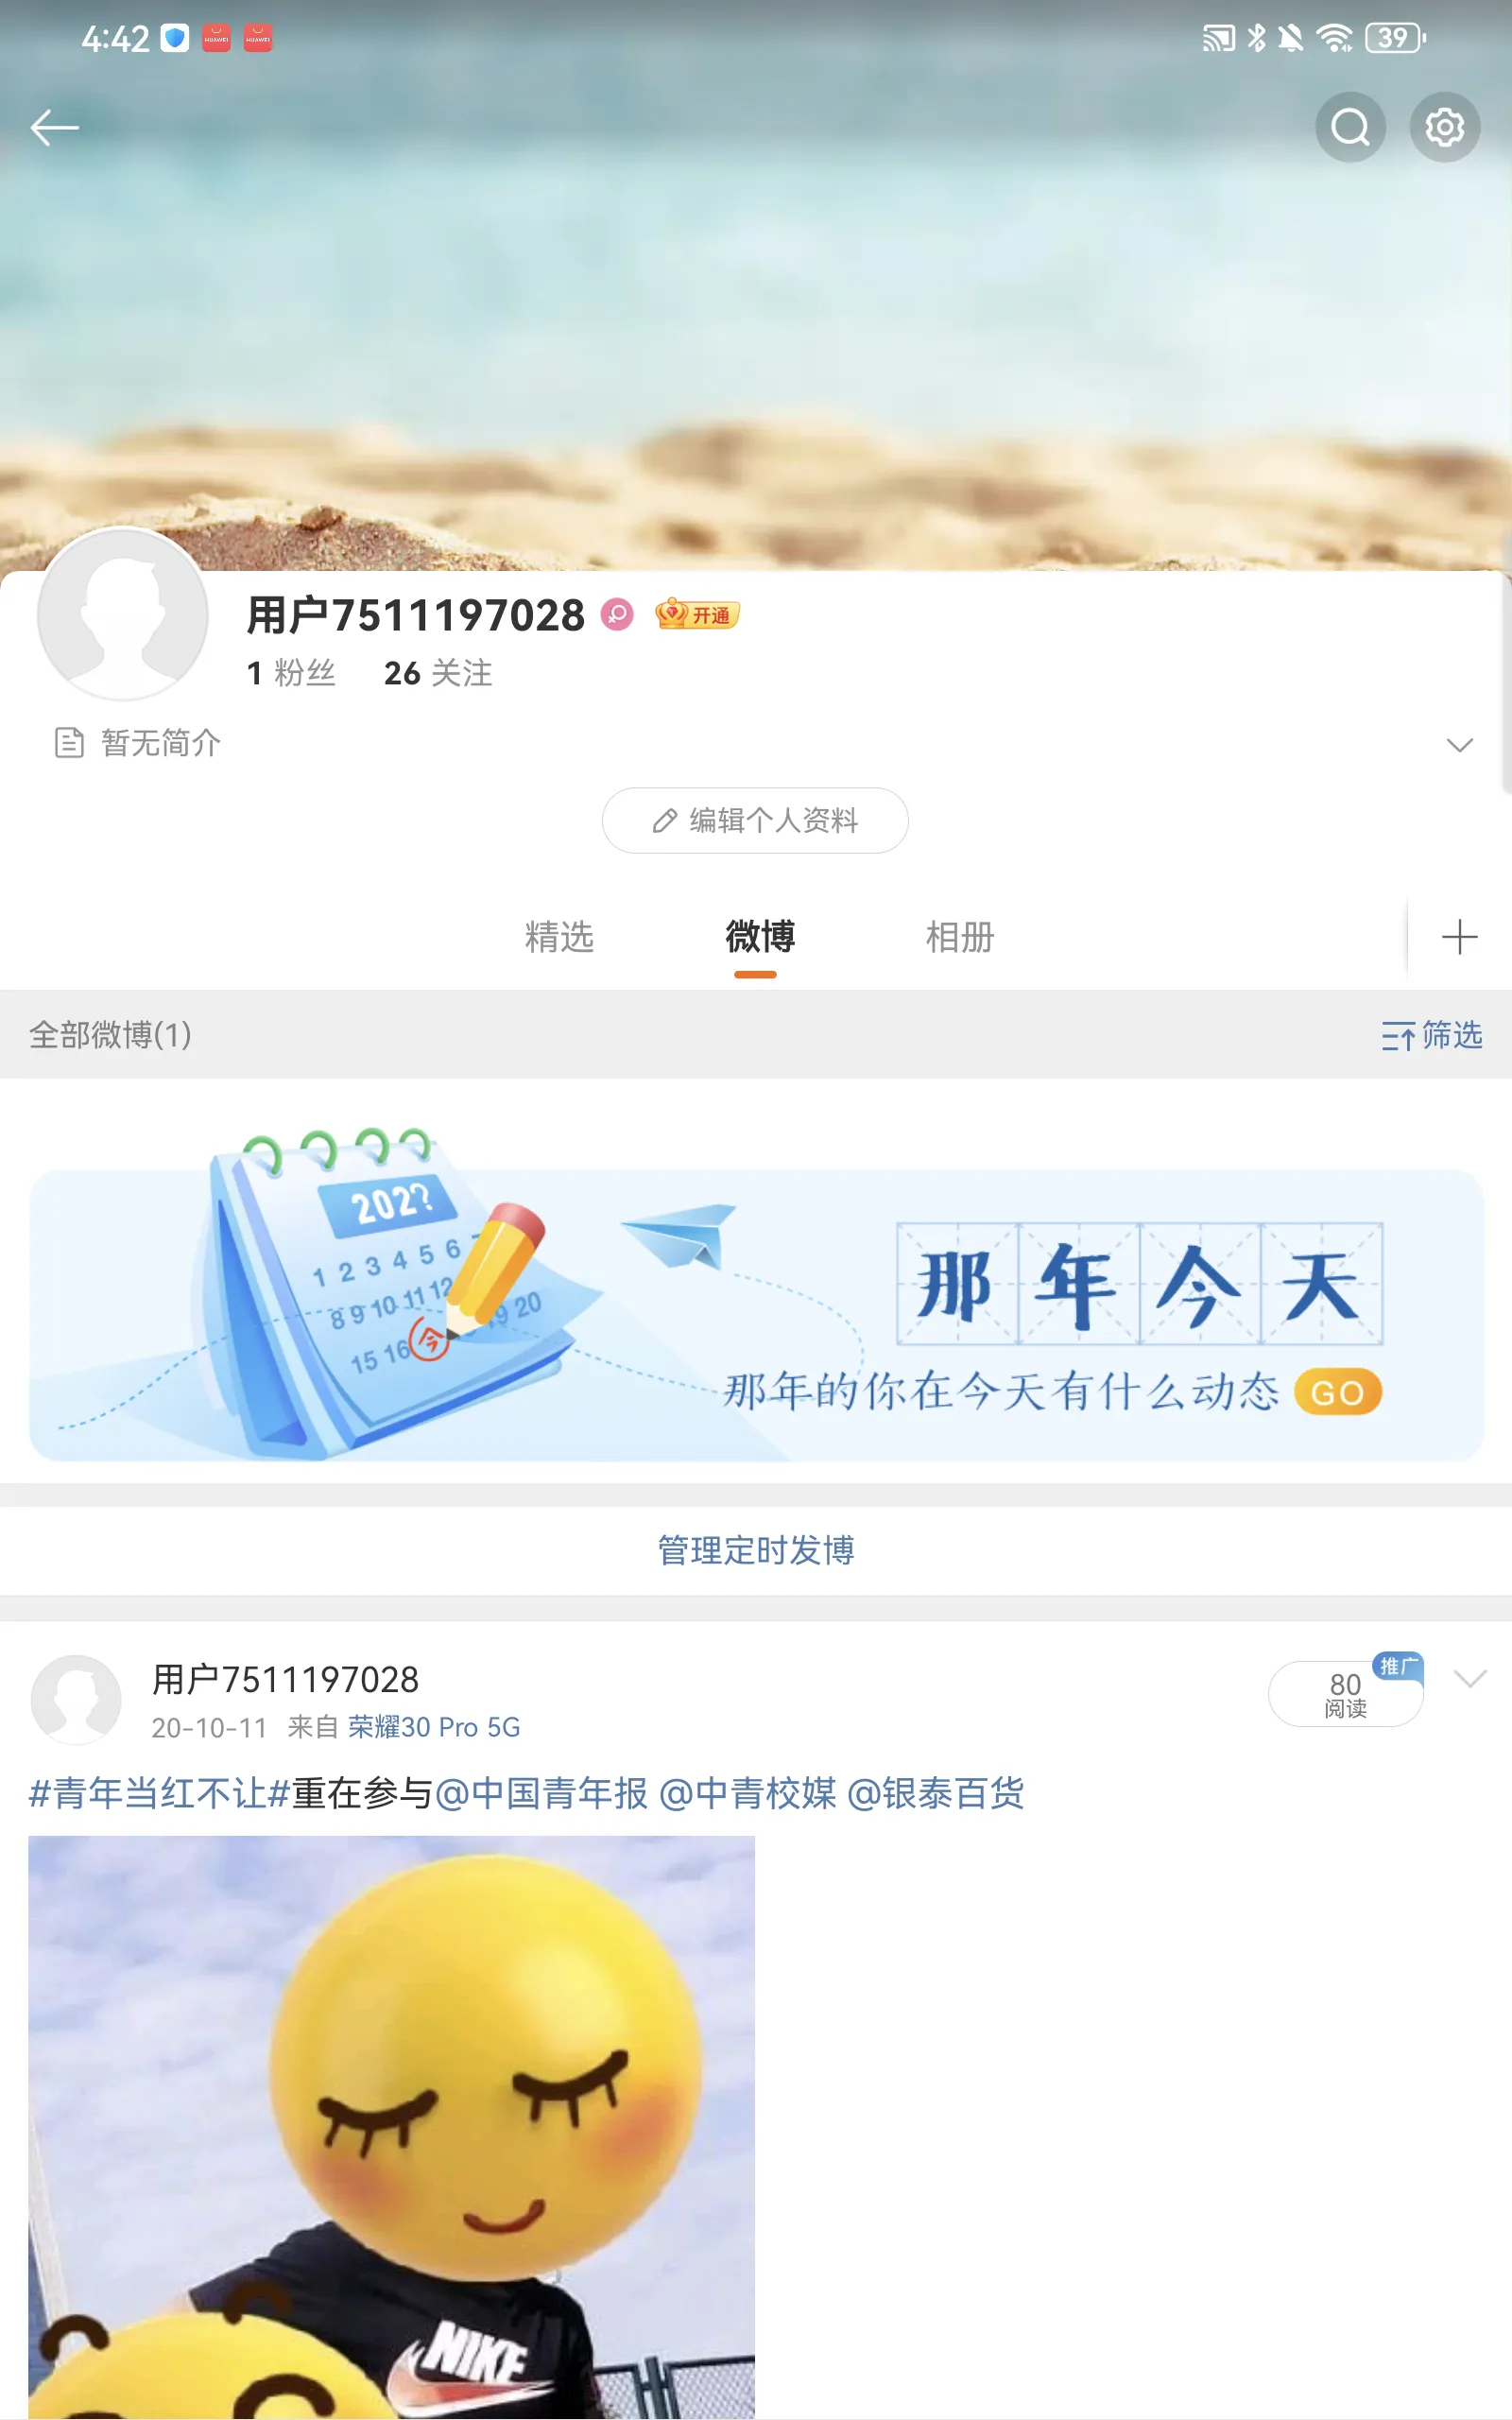 4:42
HUAWEI
HUAWEI
39
用户7511197028
开通
1 粉丝 26 关注
暂无简介
编辑个人资料
精选
微博
相册
全部微博(1)
筛选
202?
1 2 3 4 5 6 7
8 9 10 11 12
19 20
15 16 今
那年今天
那年的你在今天有什么动态 GO
管理定时发博
用户7511197028
推广
80
阅读
20-10-11 来自 荣耀30 Pro 5G
#青年当红不让#重在参与@中国青年报 @中青校媒 @银泰百货
NIKE